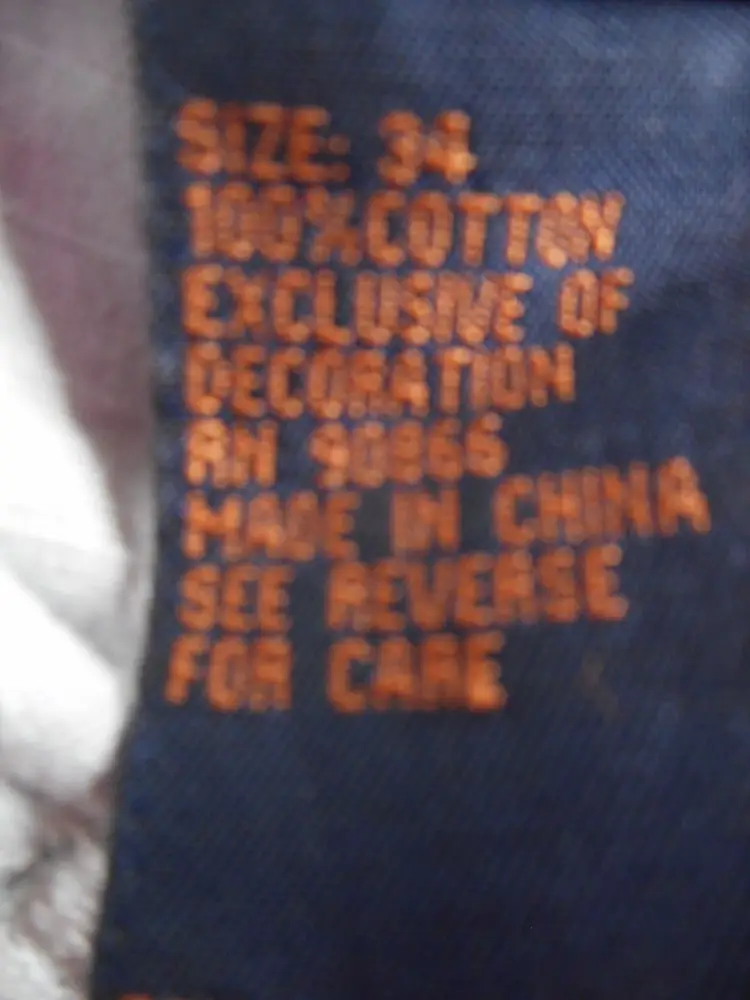 SIZE: 34
100%COTTON
EXCLUSIVE OF
DECORATION
RN 90866
MADE IN CHINA
SEE REVERSE
FOR CARE